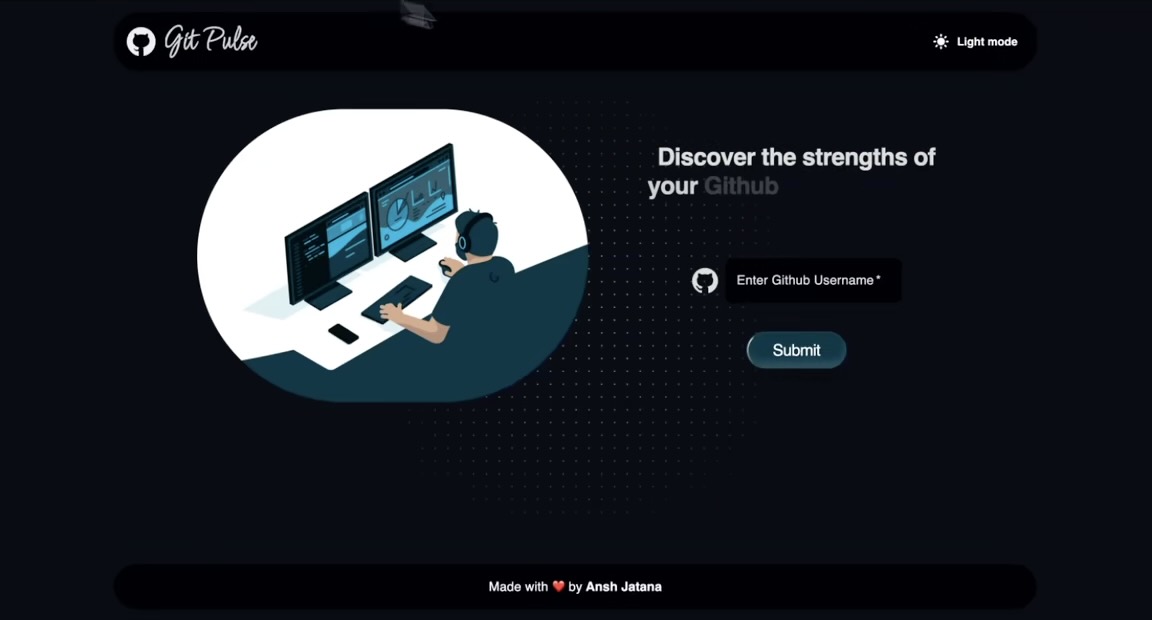 Git Pulse
Light mode
Discover the strengths of
your Github
Enter Github Username*
Submit
Made with ❤️ by Ansh Jatana